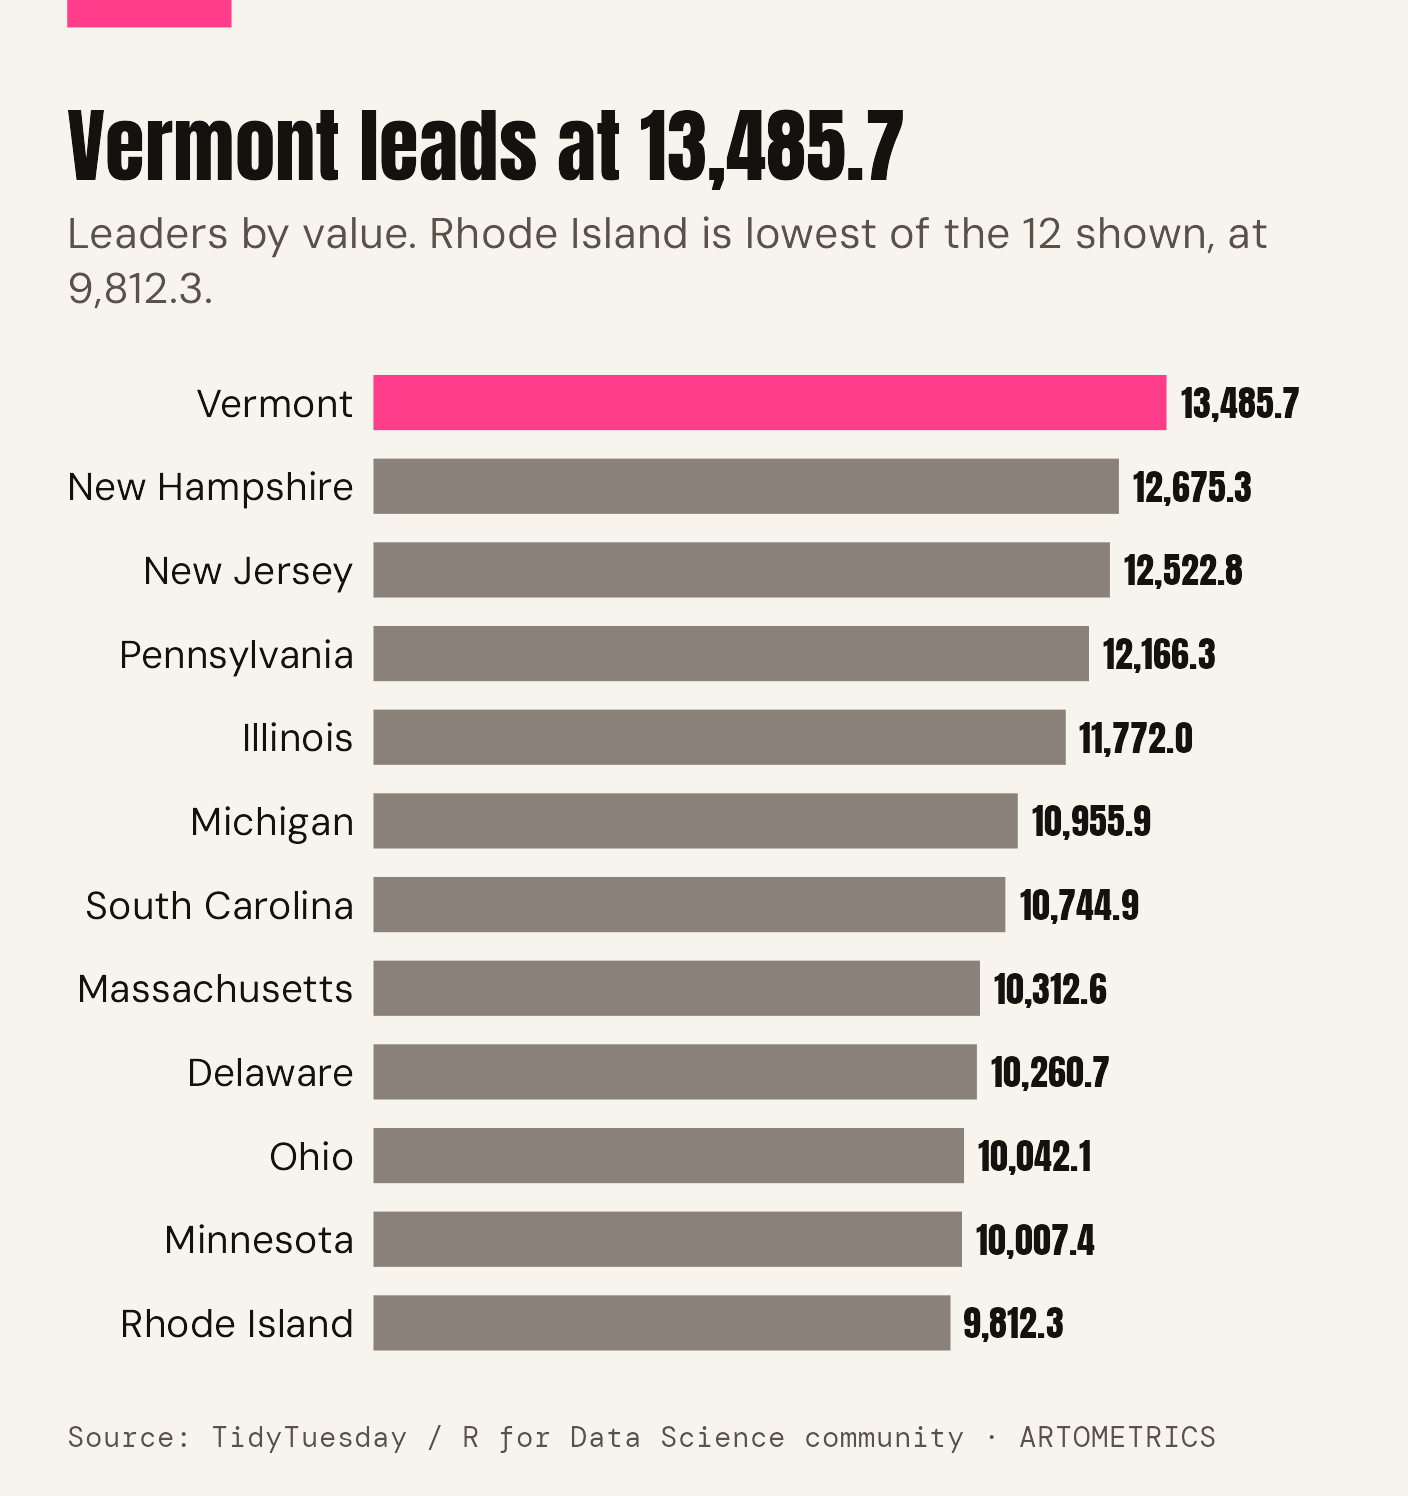 Vermont leads at 13,485.7
Leaders by value. Rhode Island is lowest of the 12 shown, at
9,812.3.
Vermont 13,485.7
New Hampshire 12,675.3
New Jersey 12,522.8
Pennsylvania 12,166.3
Illinois 11,772.0
Michigan 10,955.9
South Carolina 10,744.9
Massachusetts 10,312.6
Delaware 10,260.7
Ohio 10,042.1
Minnesota 10,007.4
Rhode Island 9,812.3
Source: TidyTuesday / R for Data Science community · ARTOMETRICS